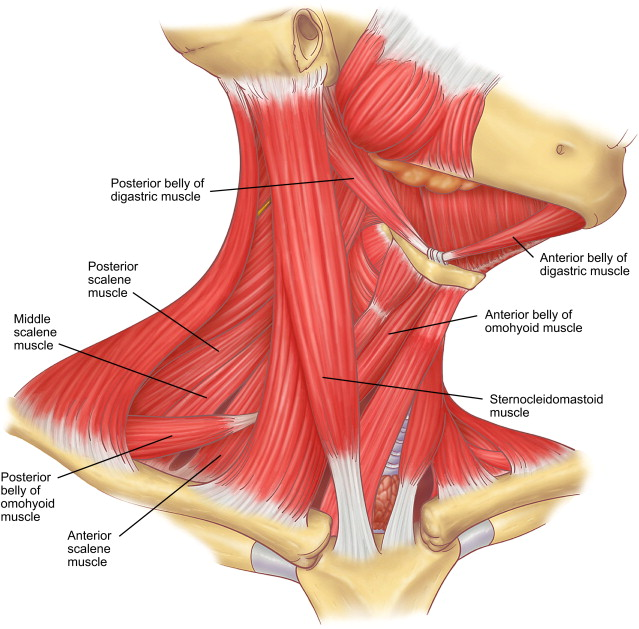 Posterior belly of
digastric muscle
Anterior belly of
digastric muscle
Posterior
scalene
muscle
Anterior belly of
omohyoid muscle
Middle
scalene
muscle
Sternocleidomastoid
muscle
Posterior
belly of
omohyoid
muscle
Anterior
scalene
muscle